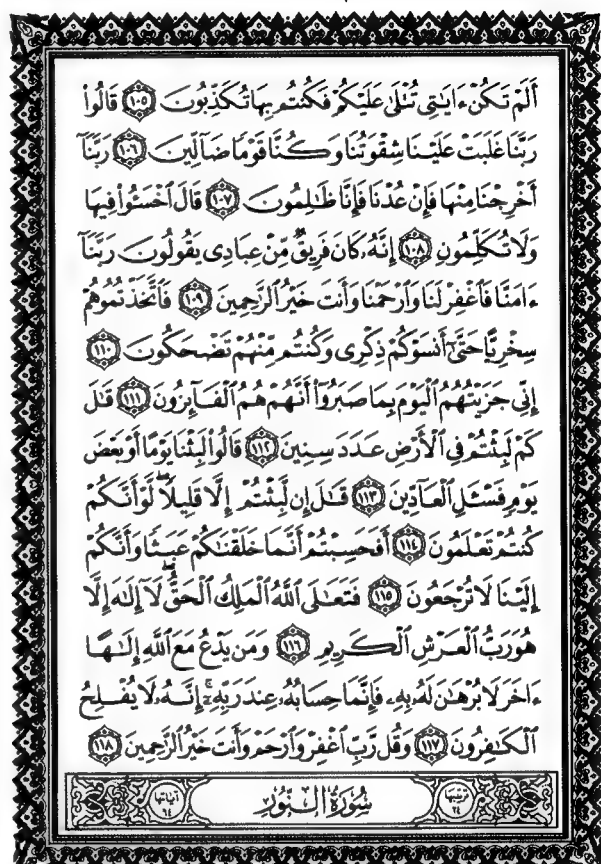 أَلَمْ تَكُنْ ءَايَٰتِى تُتْلَىٰ عَلَيْكُمْ فَكُنتُم بِهَا تُكَذِّبُونَ ١٠٥ قَالُوا۟
رَبَّنَا غَلَبَتْ عَلَيْنَا شِقْوَتُنَا وَكُنَّا قَوْمًا ضَآلِّينَ ١٠٦ رَبَّنَآ
أَخْرِجْنَا مِنْهَا فَإِنْ عُدْنَا فَإِنَّا ظَٰلِمُونَ ١٠٧ قَالَ ٱخْسَـُٔوا۟ فِيهَا
وَلَا تُكَلِّمُونِ ١٠٨ إِنَّهُۥ كَانَ فَرِيقٌ مِّنْ عِبَادِى يَقُولُونَ رَبَّنَآ
ءَامَنَّا فَٱغْفِرْ لَنَا وَٱرْحَمْنَا وَأَنتَ خَيْرُ ٱلرَّٰحِمِينَ ١٠٩ فَٱتَّخَذْتُمُوهُمْ
سِخْرِيًّا حَتَّىٰٓ أَنسَوْكُمْ ذِكْرِى وَكُنتُم مِّنْهُمْ تَضْحَكُونَ ١١٠
إِنِّى جَزَيْتُهُمُ ٱلْيَوْمَ بِمَا صَبَرُوٓا۟ أَنَّهُمْ هُمُ ٱلْفَآئِزُونَ ١١١ قَٰلَ
كَمْ لَبِثْتُمْ فِى ٱلْأَرْضِ عَدَدَ سِنِينَ ١١٢ قَالُوا۟ لَبِثْنَا يَوْمًا أَوْ بَعْضَ
يَوْمٍ فَسْـَٔلِ ٱلْعَآدِّينَ ١١٣ قَٰلَ إِن لَّبِثْتُمْ إِلَّا قَلِيلًا ۖ لَّوْ أَنَّكُمْ
كُنتُمْ تَعْلَمُونَ ١١٤ أَفَحَسِبْتُمْ أَنَّمَا خَلَقْنَٰكُمْ عَبَثًا وَأَنَّكُمْ
إِلَيْنَا لَا تُرْجَعُونَ ١١٥ فَتَعَٰلَى ٱللَّهُ ٱلْمَلِكُ ٱلْحَقُّ ۖ لَآ إِلَٰهَ إِلَّا
هُوَ رَبُّ ٱلْعَرْشِ ٱلْكَرِيمِ ١١٦ وَمَن يَدْعُ مَعَ ٱللَّهِ إِلَٰهًا
ءَاخَرَ لَا بُرْهَٰنَ لَهُۥ بِهِۦ فَإِنَّمَا حِسَابُهُۥ عِندَ رَبِّهِۦٓ ۚ إِنَّهُۥ لَا يُفْلِحُ
ٱلْكَٰفِرُونَ ١١٧ وَقُل رَّبِّ ٱغْفِرْ وَٱرْحَمْ وَأَنتَ خَيْرُ ٱلرَّٰحِمِينَ ١١٨
ترتيبها ٢٤ سُورَةُ النُّورِ آياتها ٦٤